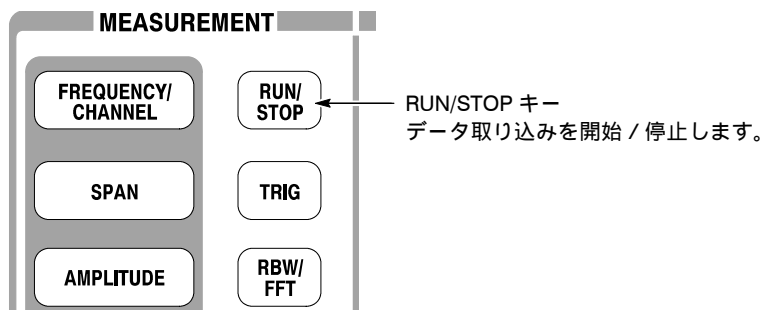 MEASUREMENT
FREQUENCY/
CHANNEL
RUN/
STOP
RUN/STOP キー
データ取り込みを開始 / 停止します。
SPAN
TRIG
AMPLITUDE
RBW/
FFT